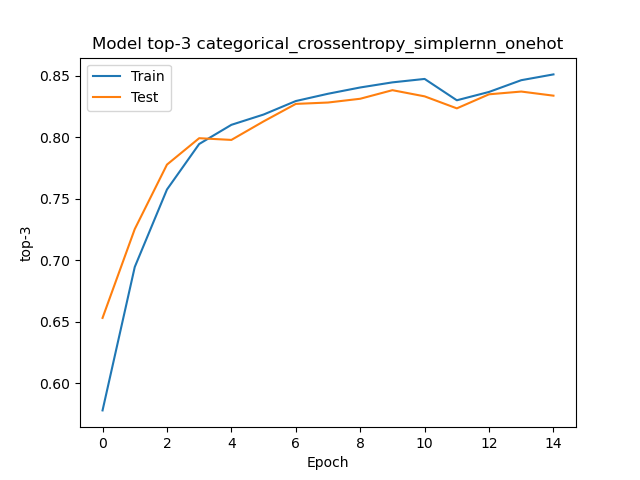 Model top-3 categorical_crossentropy_simplernn_onehot
Train
Test
top-3
0.85
0.80
0.75
0.70
0.65
0.60
0 2 4 6 8 10 12 14
Epoch